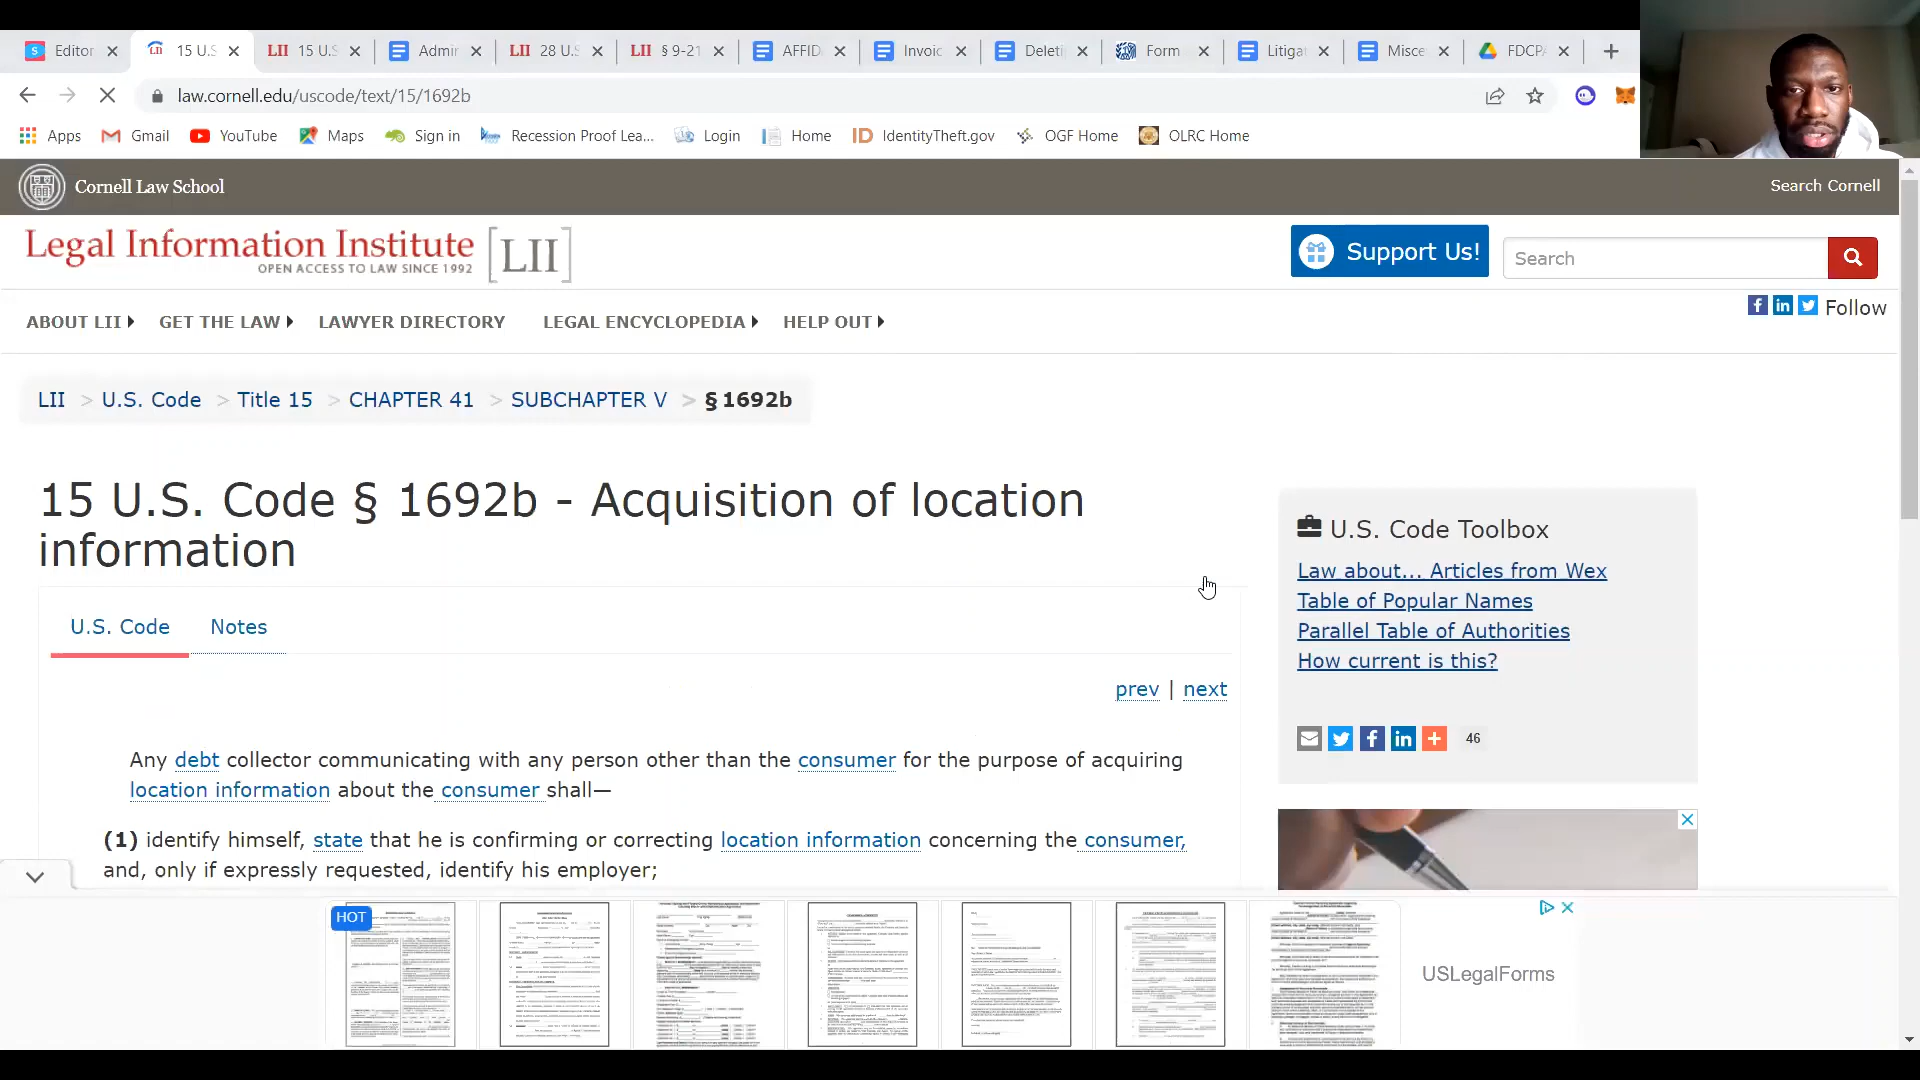 Editor
15 U.S
LII 15 U.S
Admir
LII 28 U.S
LII § 9-21
AFFID
Invoic
Deleti
Form
Litigat
Misce
FDCPA
law.cornell.edu/uscode/text/15/1692b
Apps
Gmail
YouTube
Maps
Sign in
Recession Proof Lea...
Login
Home
ID IdentityTheft.gov
OGF Home
OLRC Home
Cornell Law School
Search Cornell
Legal Information Institute [LII]
OPEN ACCESS TO LAW SINCE 1992
Support Us!
Search
Follow
ABOUT LII
GET THE LAW
LAWYER DIRECTORY
LEGAL ENCYCLOPEDIA
HELP OUT
LII > U.S. Code > Title 15 > CHAPTER 41 > SUBCHAPTER V > § 1692b
15 U.S. Code § 1692b - Acquisition of location
information
U.S. Code
Notes
prev | next
Any debt collector communicating with any person other than the consumer for the purpose of acquiring
location information about the consumer shall—
(1) identify himself, state that he is confirming or correcting location information concerning the consumer,
and, only if expressly requested, identify his employer;
U.S. Code Toolbox
Law about... Articles from Wex
Table of Popular Names
Parallel Table of Authorities
How current is this?
46
HOT
USLegalForms